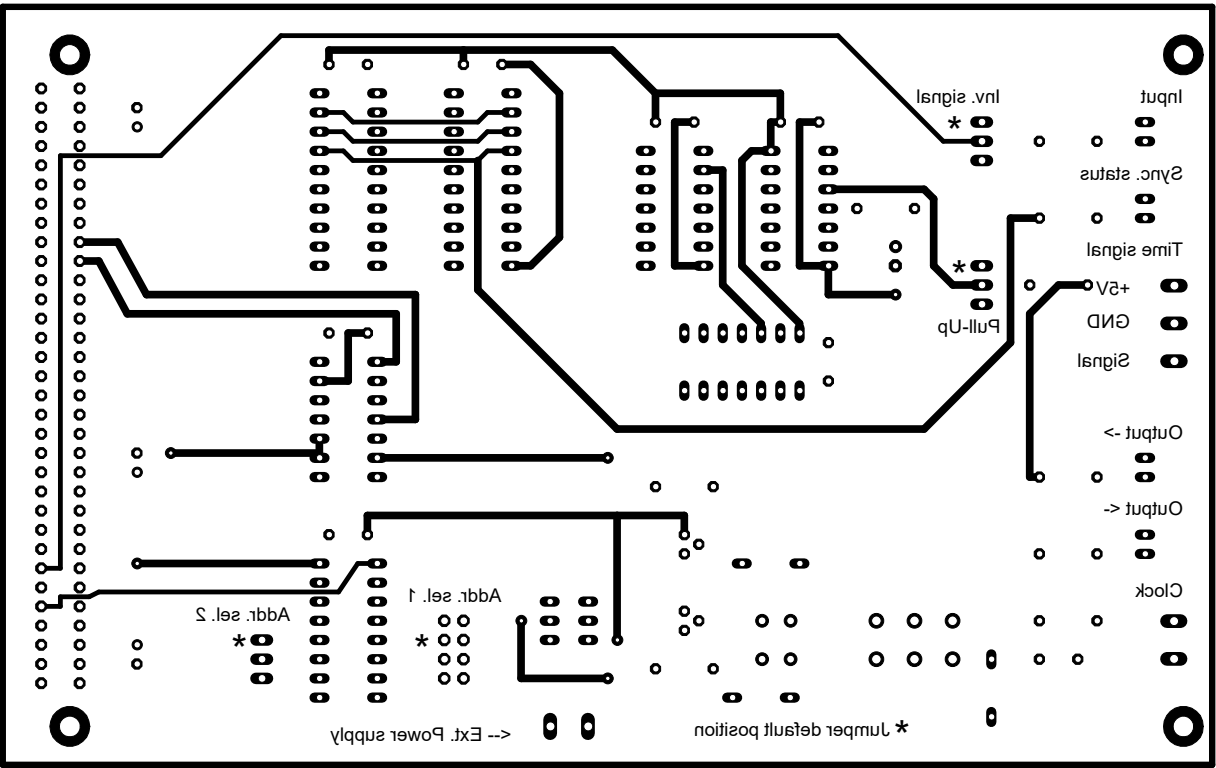 Input
Inv. signal
*
Sync. status
Time signal
*
+5V
GND
Pull-Up
Signal
Output ->
Output <-
Clock
Addr. sel. 1
*
Addr. sel. 2
*
* Jumper default position
<-- Ext. Power supply